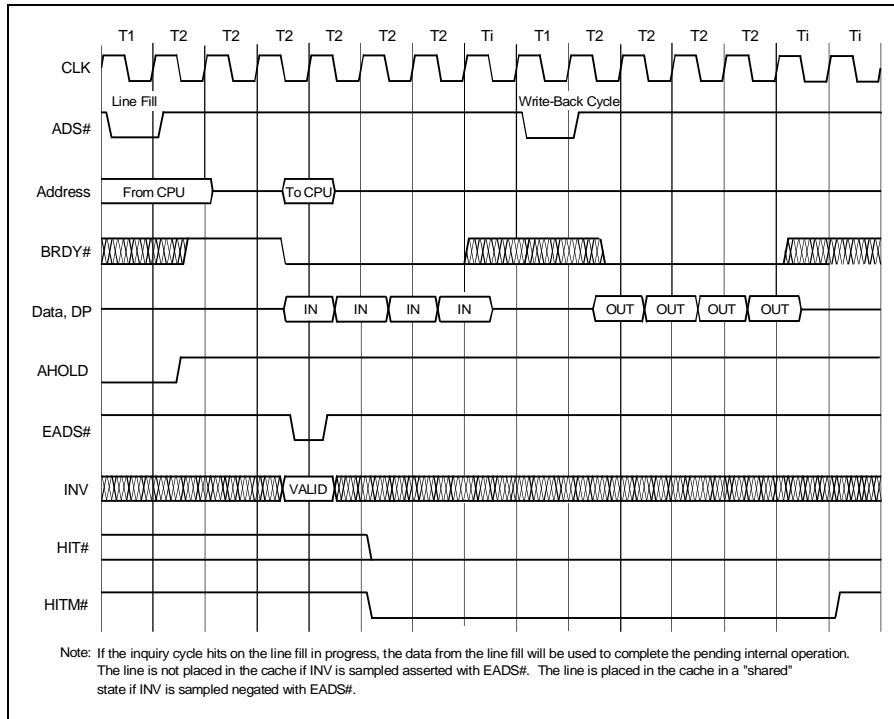 T1 T2 T2 T2 T2 T2 T2 Ti T1 T2 T2 T2 T2 Ti Ti
CLK
Line Fill Write-Back Cycle
ADS#
Address From CPU To CPU
BRDY#
Data, DP IN IN IN IN OUT OUT OUT OUT
AHOLD
EADS#
INV VALID
HIT#
HITM#
Note: If the inquiry cycle hits on the line fill in progress, the data from the line fill will be used to complete the pending internal operation.
The line is not placed in the cache if INV is sampled asserted with EADS#. The line is placed in the cache in a "shared"
state if INV is sampled negated with EADS#.